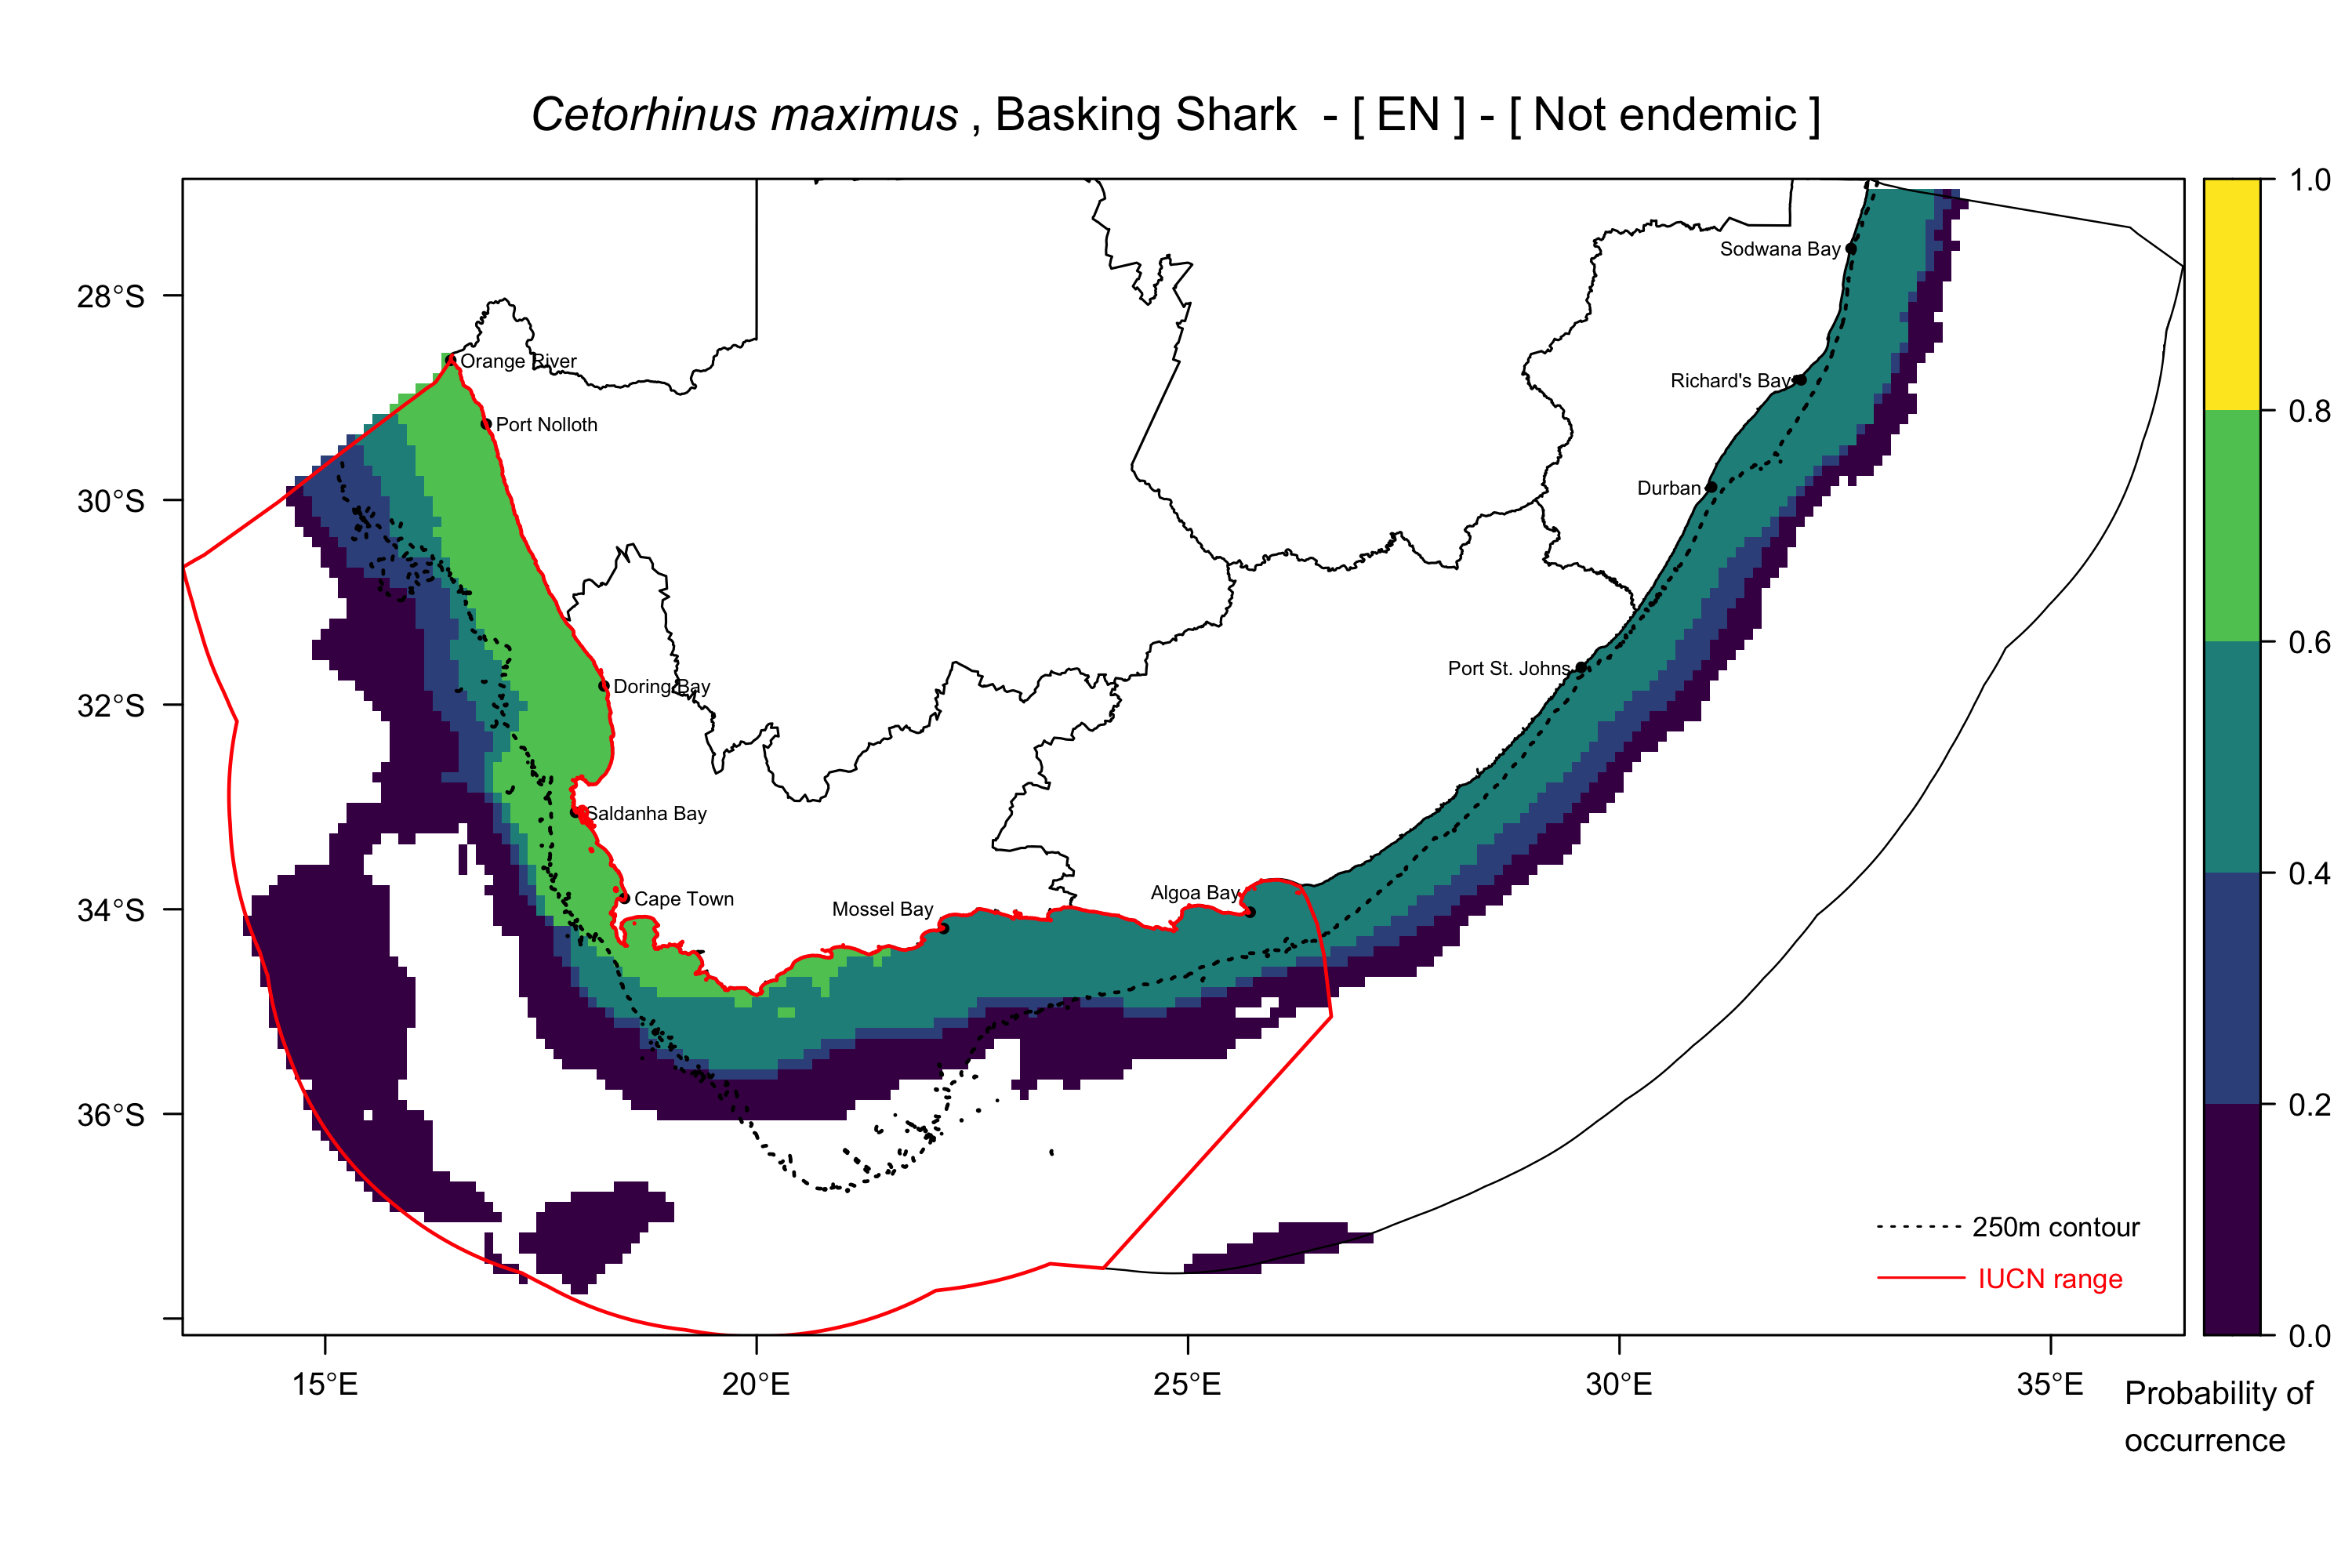 Cetorhinus maximus , Basking Shark - [ EN ] - [ Not endemic ]
1.0
Sodwana Bay
28°S
Orange River
Richard's Bay
0.8
Port Nolloth
Durban
30°S
0.6
Port St. Johns
Doring Bay
32°S
Saldanha Bay
0.4
Algoa Bay
Cape Town
Mossel Bay
34°S
0.2
36°S
250m contour
IUCN range
0.0
15°E
20°E
25°E
30°E
35°E
Probability of
occurrence